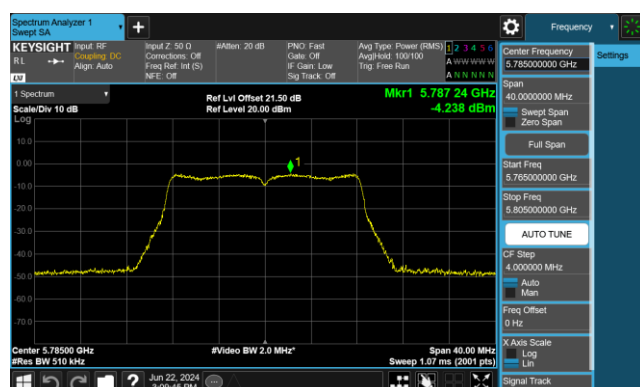 Spectrum Analyzer 1
Swept SA
+
Frequency
KEYSIGHT
Input: RF
Coupling: DC
Align: Auto
Input Z: 50 Ω
Corrections: Off
Freq Ref: Int (S)
NFE: Off
#Atten: 20 dB
PNO: Fast
Gate: Off
IF Gain: Low
Sig Track: Off
Avg Type: Power (RMS)
Avg|Hold: 100/100
Trig: Free Run
1 2 3 4 5 6
A W W W W W
A N N N N N
R L
LXI
1 Spectrum
Scale/Div 10 dB
Log
Ref Lvl Offset 21.50 dB
Ref Level 20.00 dBm
Mkr1 5.787 24 GHz
-4.238 dBm
10.0
0.00
-10.0
-20.0
-30.0
-40.0
-50.0
-60.0
-70.0
1
Center 5.78500 GHz
#Res BW 510 kHz
#Video BW 2.0 MHz*
Span 40.00 MHz
Sweep 1.07 ms (2001 pts)
?
Jun 22, 2024
Settings
Center Frequency
5.785000000 GHz
Span
40.0000000 MHz
Swept Span
Zero Span
Full Span
Start Freq
5.765000000 GHz
Stop Freq
5.805000000 GHz
AUTO TUNE
CF Step
4.000000 MHz
Auto
Man
Freq Offset
0 Hz
X Axis Scale
Log
Lin
Signal Track